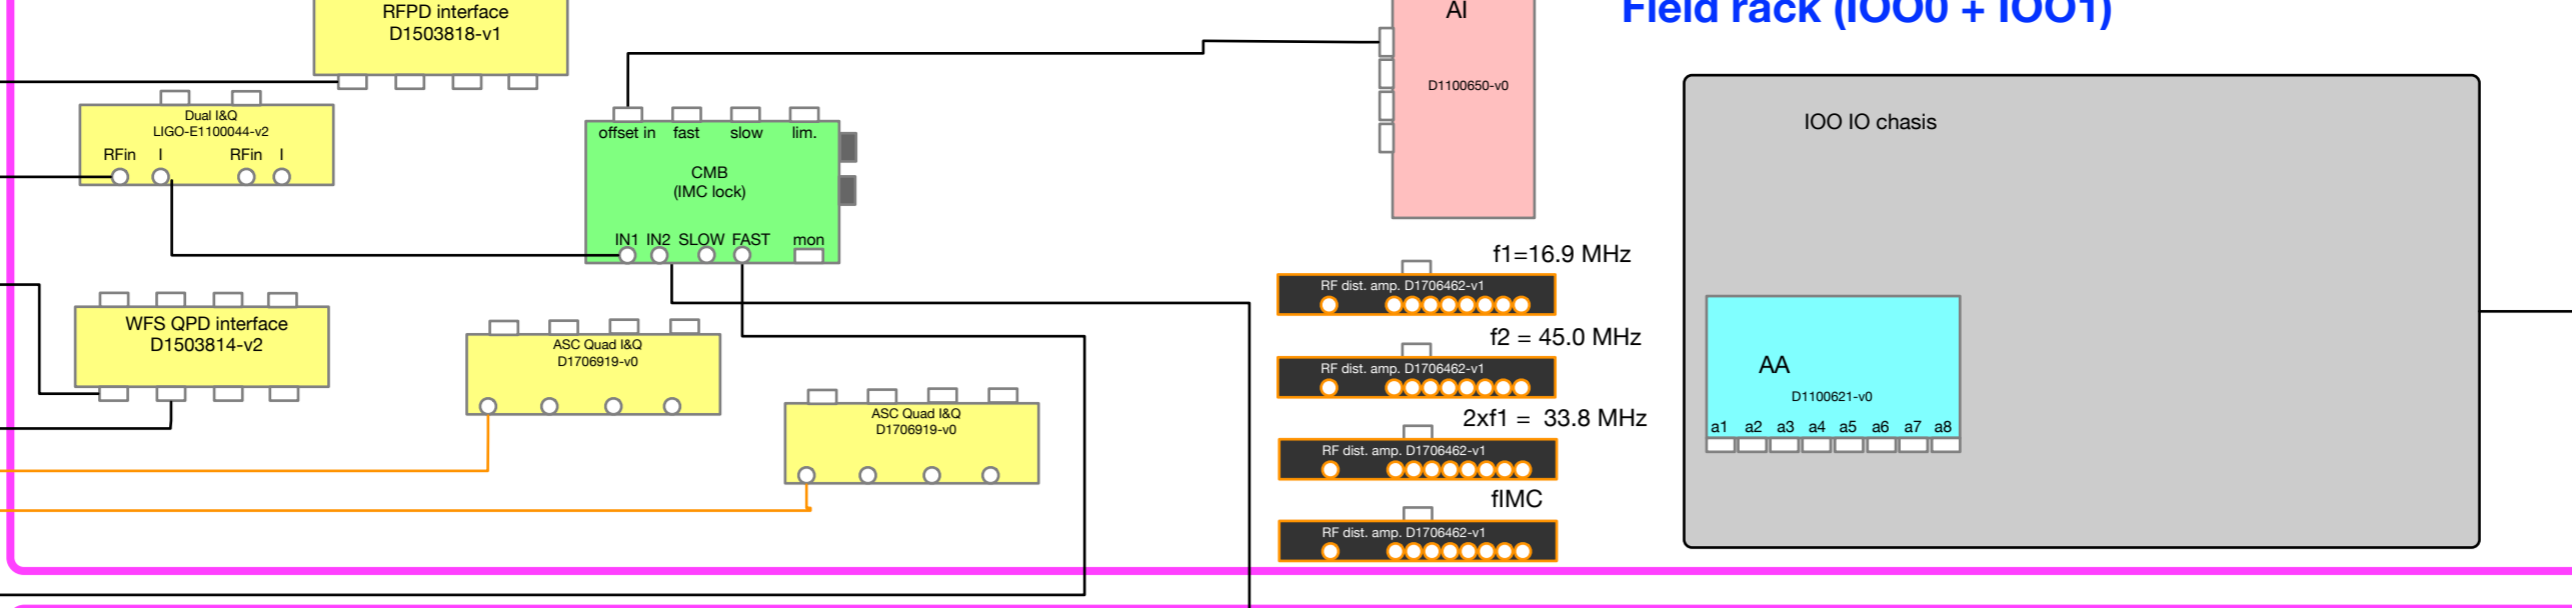 RFPD interface
D1503818-v1
AI
D1100650-v0
Field rack (IOO0 + IOO1)
Dual I&Q
LIGO-E1100044-v2
RFin I RFin I
offset in fast slow lim.
CMB
(IMC lock)
IN1 IN2 SLOW FAST mon
IOO IO chasis
WFS QPD interface
D1503814-v2
ASC Quad I&Q
D1706919-v0
ASC Quad I&Q
D1706919-v0
f1=16.9 MHz
RF dist. amp. D1706462-v1
f2 = 45.0 MHz
RF dist. amp. D1706462-v1
2xf1 = 33.8 MHz
RF dist. amp. D1706462-v1
fIMC
RF dist. amp. D1706462-v1
AA
D1100621-v0
a1 a2 a3 a4 a5 a6 a7 a8